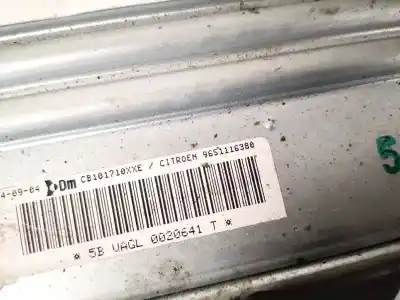 4-09-04 Dm CB101710XXE / CITROEN 9651116380
* 5B VAGL 0020641 T *
5